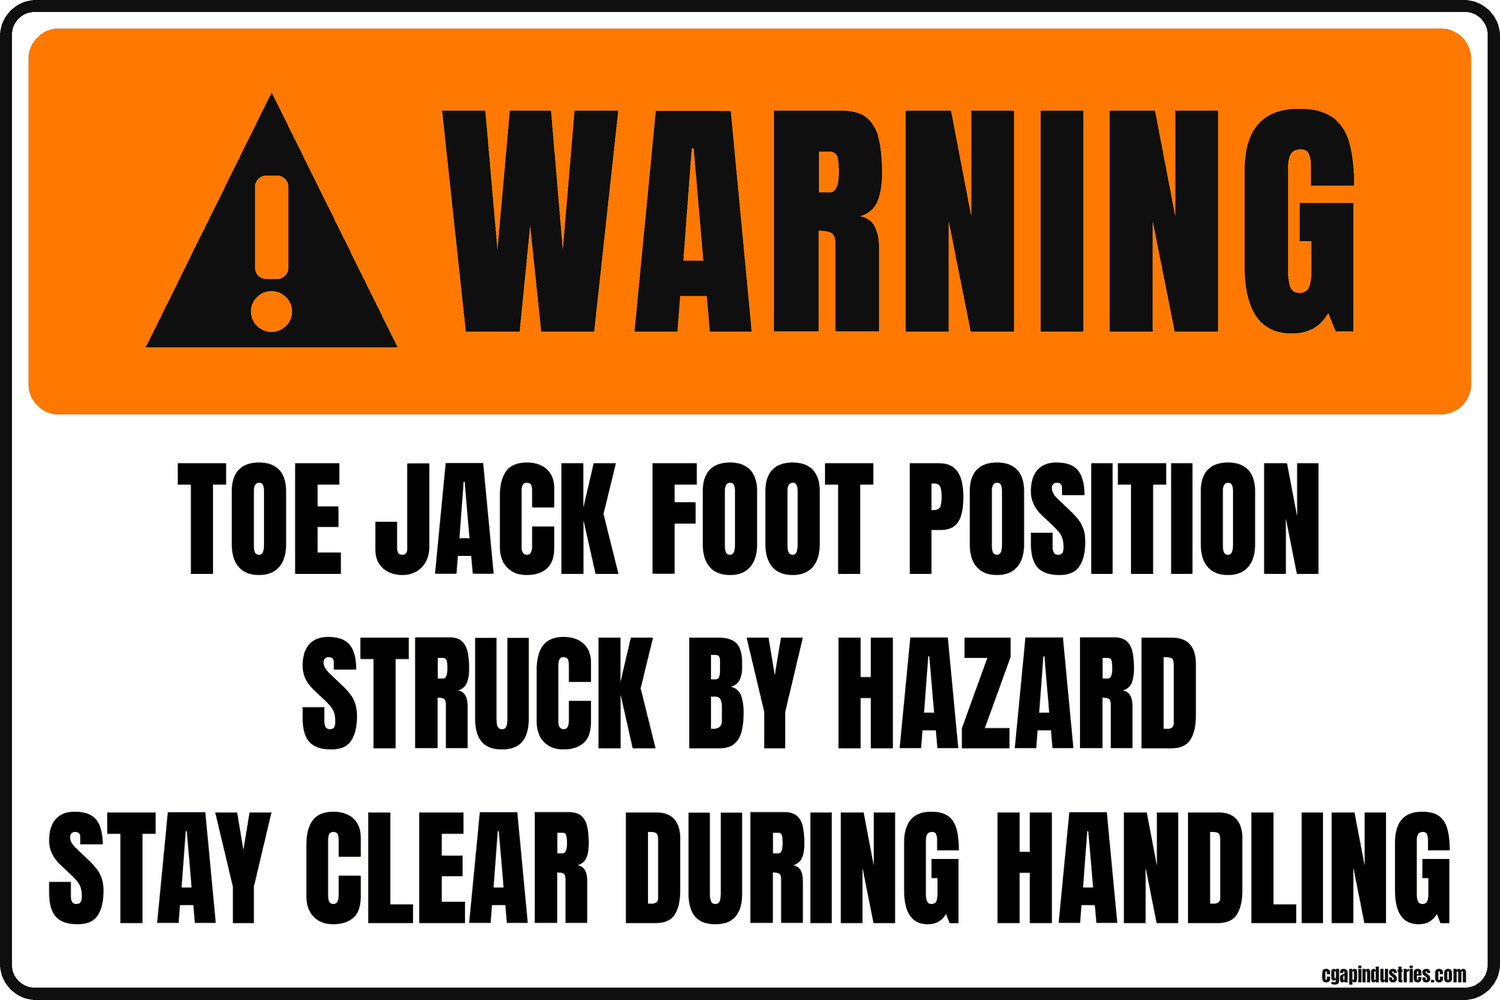 WARNING
TOE JACK FOOT POSITION
STRUCK BY HAZARD
STAY CLEAR DURING HANDLING
cgapindustries.com